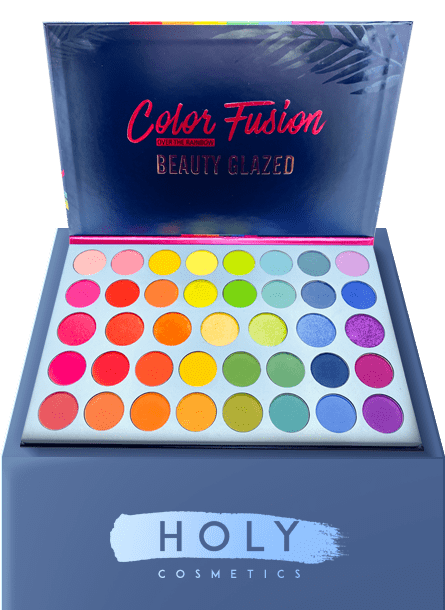 Color Fusion
OVER THE RAINBOW
BEAUTY GLAZED
HOLY
COSMETICS